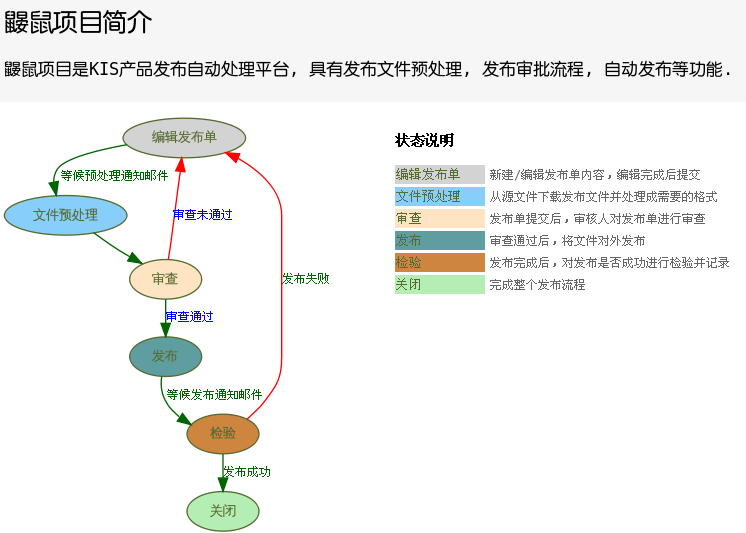 鼹鼠项目简介
鼹鼠项目是KIS产品发布自动处理平台, 具有发布文件预处理, 发布审批流程, 自动发布等功能.
编辑发布单
等候预处理通知邮件
文件预处理
审查未通过
审查
发布失败
审查通过
发布
等候发布通知邮件
检验
发布成功
关闭
状态说明
编辑发布单 新建/编辑发布单内容，编辑完成后提交
文件预处理 从源文件下载发布文件并处理成需要的格式
审查 发布单提交后，审核人对发布单进行审查
发布 审查通过后，将文件对外发布
检验 发布完成后，对发布是否成功进行检验并记录
关闭 完成整个发布流程